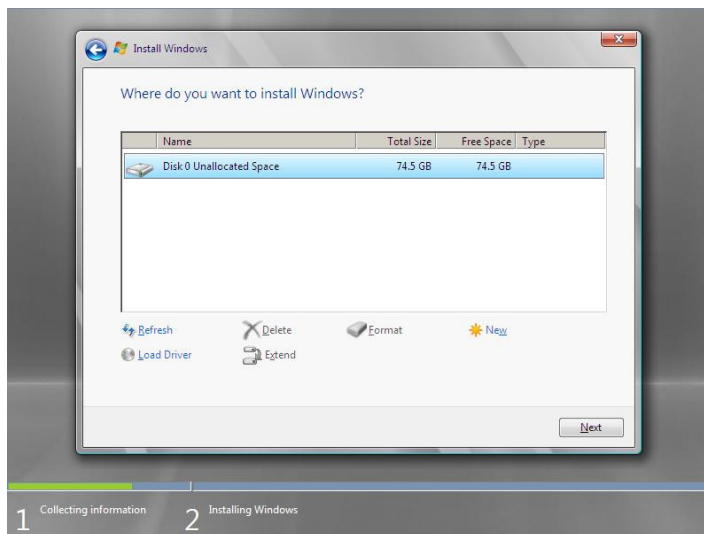 Install Windows
Where do you want to install Windows?
Name Total Size Free Space Type
Disk 0 Unallocated Space 74.5 GB 74.5 GB
Refresh Delete Format New
Load Driver Extend
Next
1 Collecting information 2 Installing Windows